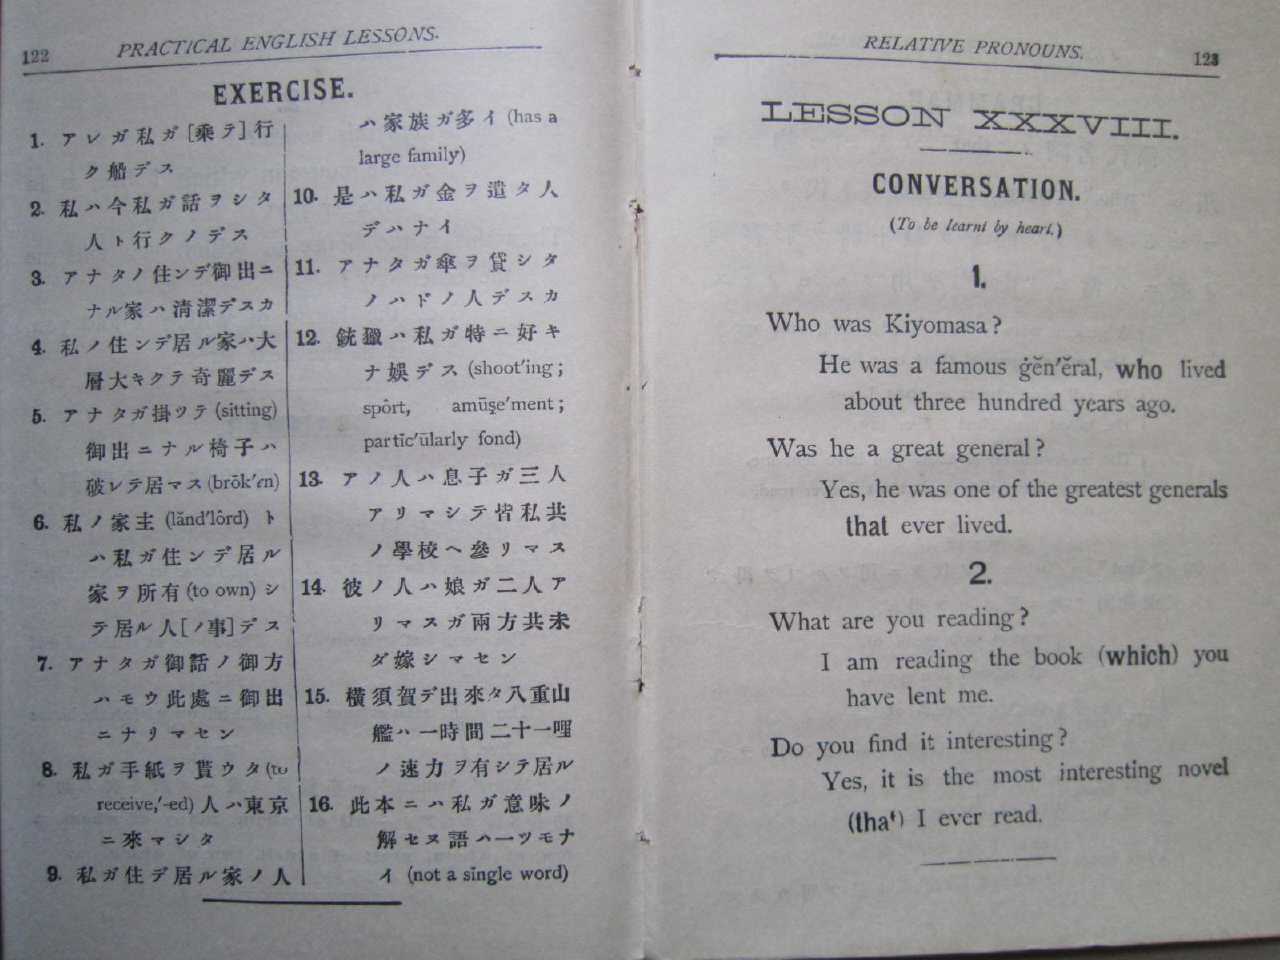 122
PRACTICAL ENGLISH LESSONS.
EXERCISE.
1. アレガ私ガ[乘テ]行
ク船デス
2. 私ハ今私ガ話ヲシタ
人ト行クノデス
3. アナタノ住ンデ御出ニ
ナル家ハ清潔デスカ
4. 私ノ住ンデ居ル家ハ大
層大キクテ奇麗デス
5. アナタガ掛ツテ (sitting)
御出ニナル椅子ハ
破レテ居マス (brōk'en)
6. 私ノ家主 (lănd'lôrd) ト
ハ私ガ住ンデ居ル
家ヲ所有 (to own) シ
テ居ル人[ノ事]デス
7. アナタガ御話ノ御方
ハモウ此處ニ御出
ニナリマセン
8. 私ガ手紙ヲ貰ウタ (to
receive,'-ed) 人ハ東京
ニ來マシタ
9. 私ガ住デ居ル家ノ人
ハ家族ガ多イ (has a
large family)
10. 是ハ私ガ金ヲ遣タ人
デハナイ
11. アナタガ傘ヲ貸シタ
ノハドノ人デスカ
12. 銃獵ハ私ガ特ニ好キ
ナ娯デス (shoot'ing;
spōrt, amūşe'ment;
partĭc'ūlarly fond)
13. アノ人ハ息子ガ三人
アリマシテ皆私共
ノ學校ヘ參リマス
14. 彼ノ人ハ娘ガ二人ア
リマスガ兩方共未
ダ嫁シマセン
15. 橫須賀デ出來タ八重山
艦ハ一時間二十一哩
ノ速力ヲ有シテ居ル
16. 此本ニハ私ガ意味ノ
解セヌ語ハ一ツモナ
イ (not a single word)
RELATIVE PRONOUNS.
123
LESSON XXXVIII.
CONVERSATION.
(To be learnt by heart.)
1.
Who was Kiyomasa?
He was a famous ġĕn'ĕral, who lived
about three hundred years ago.
Was he a great general?
Yes, he was one of the greatest generals
that ever lived.
2.
What are you reading?
I am reading the book (which) you
have lent me.
Do you find it interesting?
Yes, it is the most interesting novel
(that) I ever read.